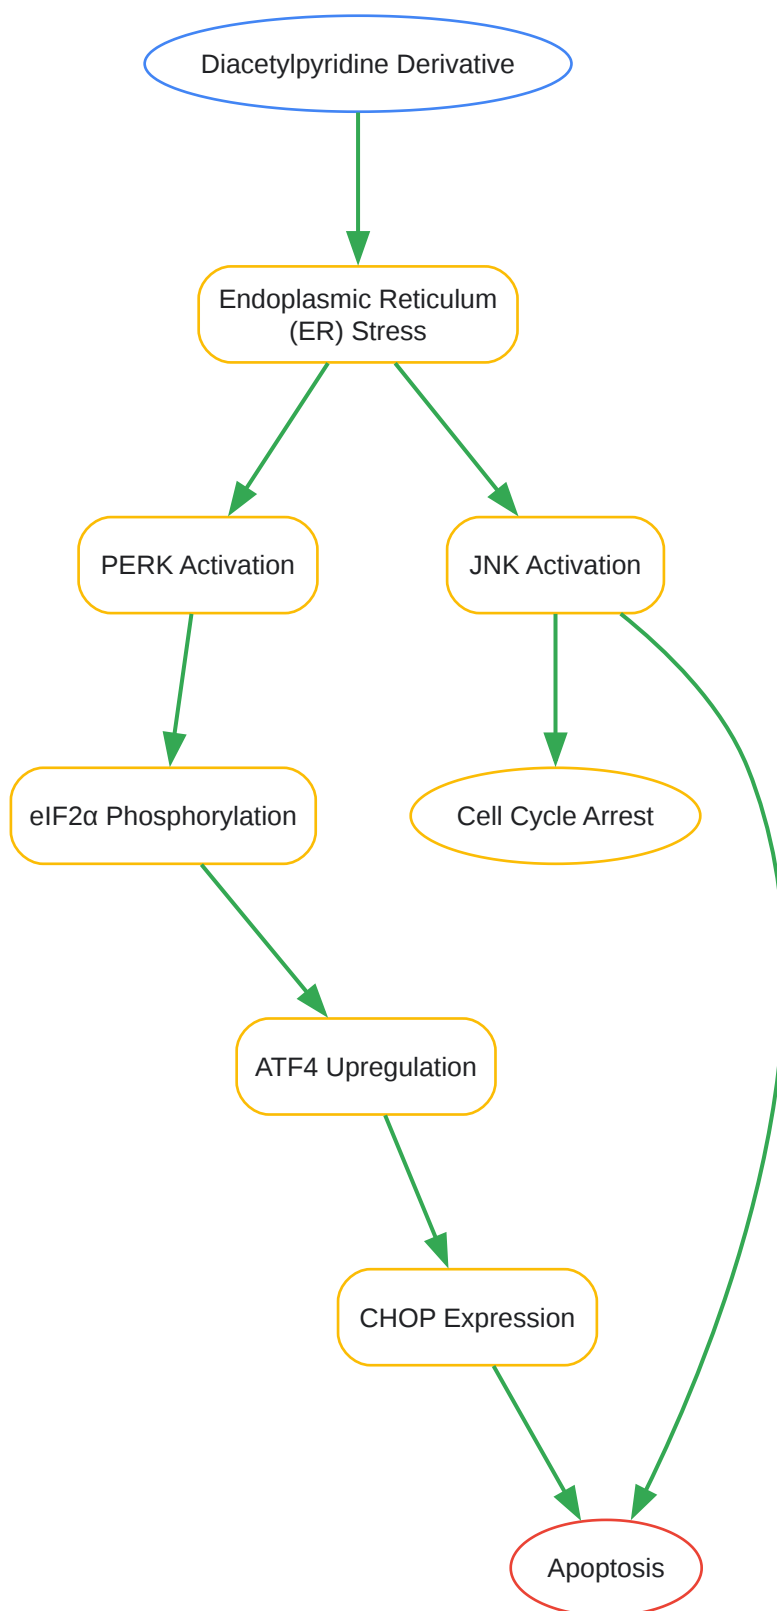 Diacetylpyridine Derivative
Endoplasmic Reticulum
(ER) Stress
PERK Activation
JNK Activation
eIF2α Phosphorylation
Cell Cycle Arrest
ATF4 Upregulation
CHOP Expression
Apoptosis